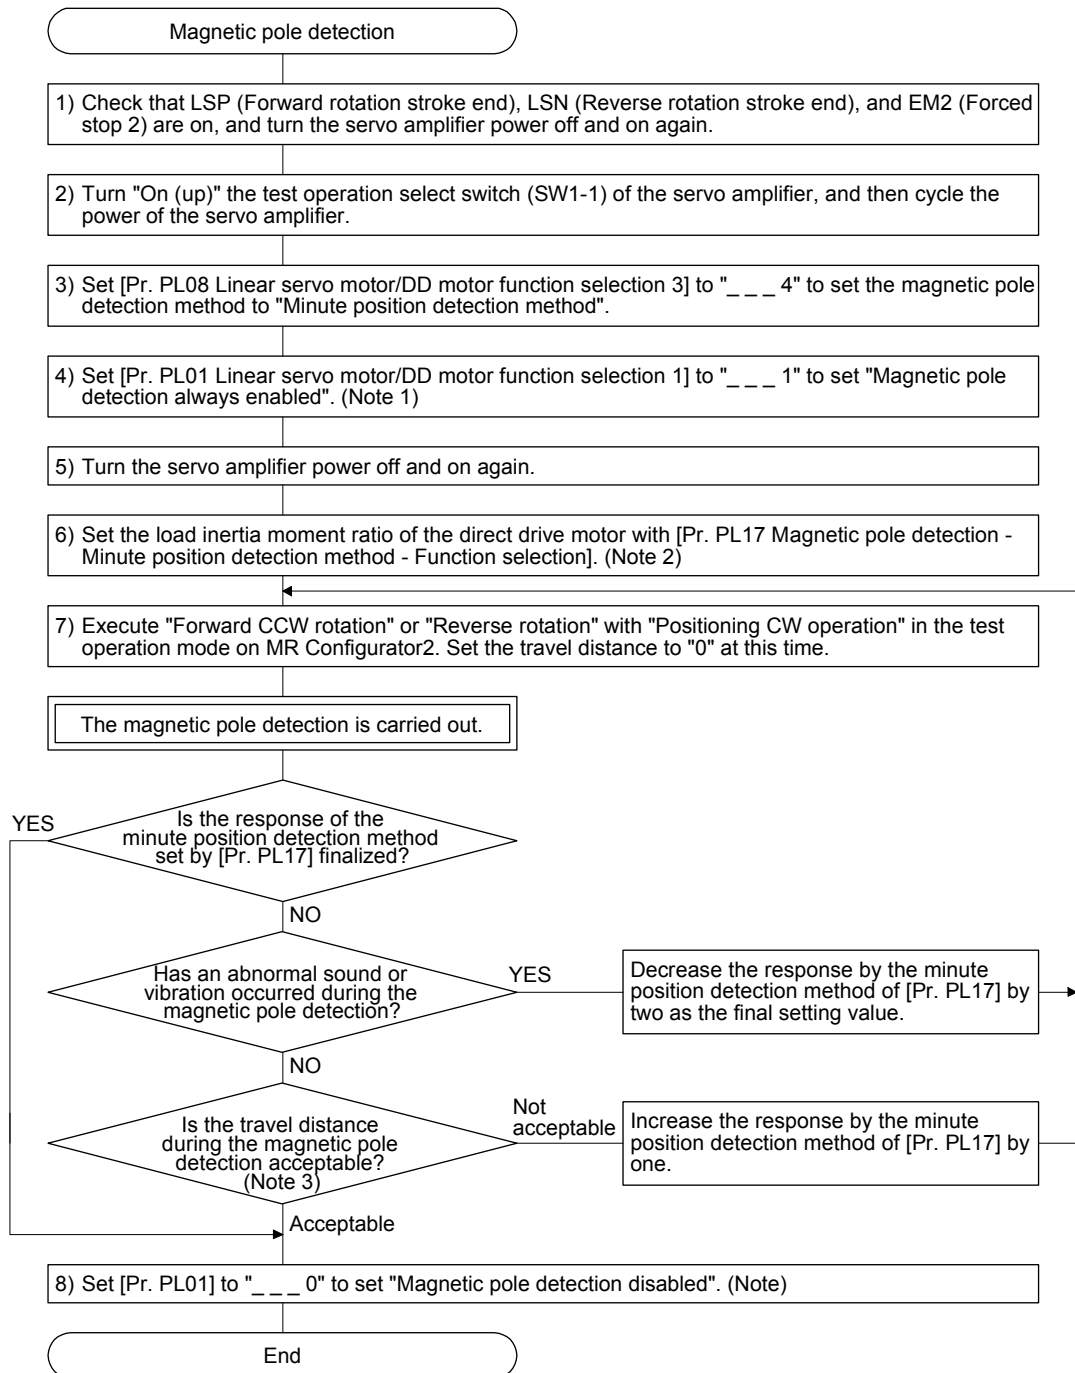 Magnetic pole detection
1) Check that LSP (Forward rotation stroke end), LSN (Reverse rotation stroke end), and EM2 (Forced
stop 2) are on, and turn the servo amplifier power off and on again.
2) Turn "On (up)" the test operation select switch (SW1-1) of the servo amplifier, and then cycle the
power of the servo amplifier.
3) Set [Pr. PL08 Linear servo motor/DD motor function selection 3] to "_ _ _ 4" to set the magnetic pole
detection method to "Minute position detection method".
4) Set [Pr. PL01 Linear servo motor/DD motor function selection 1] to "_ _ _ 1" to set "Magnetic pole
detection always enabled". (Note 1)
5) Turn the servo amplifier power off and on again.
6) Set the load inertia moment ratio of the direct drive motor with [Pr. PL17 Magnetic pole detection -
Minute position detection method - Function selection]. (Note 2)
7) Execute "Forward CCW rotation" or "Reverse rotation" with "Positioning CW operation" in the test
operation mode on MR Configurator2. Set the travel distance to "0" at this time.
The magnetic pole detection is carried out.
Is the response of the
minute position detection method
set by [Pr. PL17] finalized?
YES
NO
Has an abnormal sound or
vibration occurred during the
magnetic pole detection?
YES
Decrease the response by the minute
position detection method of [Pr. PL17] by
two as the final setting value.
NO
Is the travel distance
during the magnetic pole
detection acceptable?
(Note 3)
Not
acceptable
Increase the response by the minute
position detection method of [Pr. PL17] by
one.
Acceptable
8) Set [Pr. PL01] to "_ _ _ 0" to set "Magnetic pole detection disabled". (Note)
End